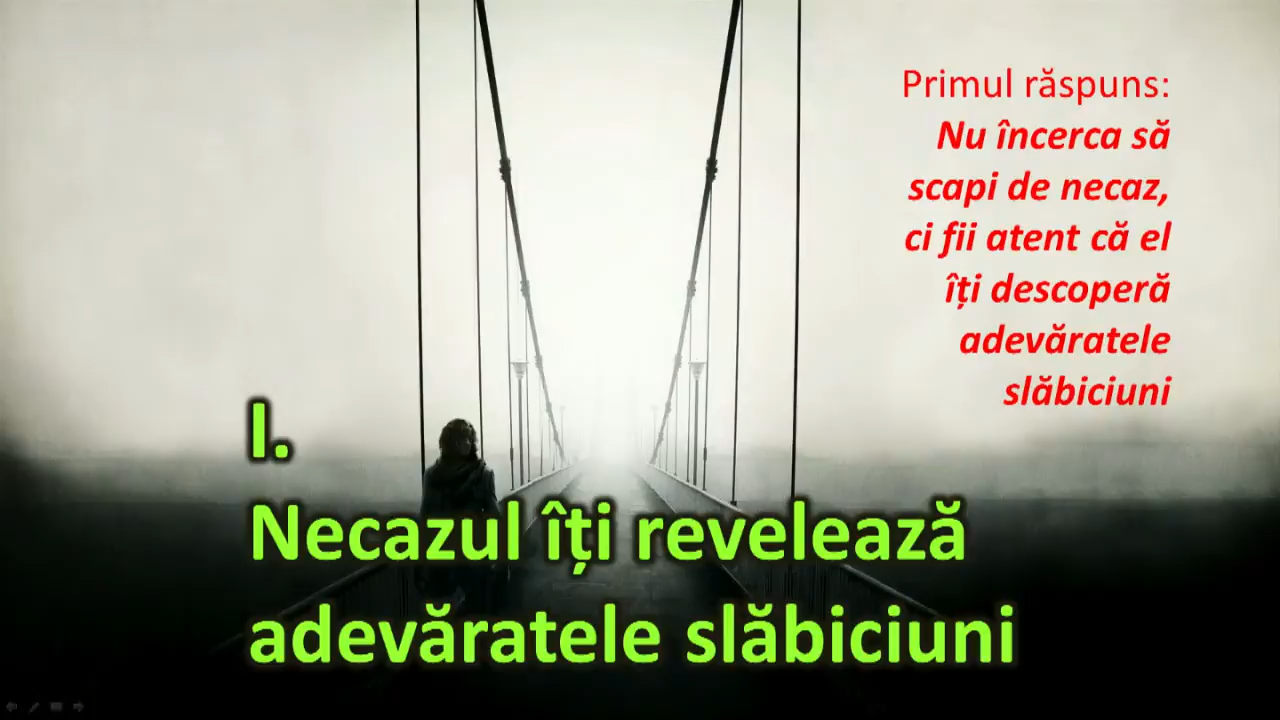 Primul răspuns:
Nu încerca să
scapi de necaz,
ci fii atent că el
îți descoperă
adevăratele
slăbiciuni
I.
Necazul îți revelează
adevăratele slăbiciuni